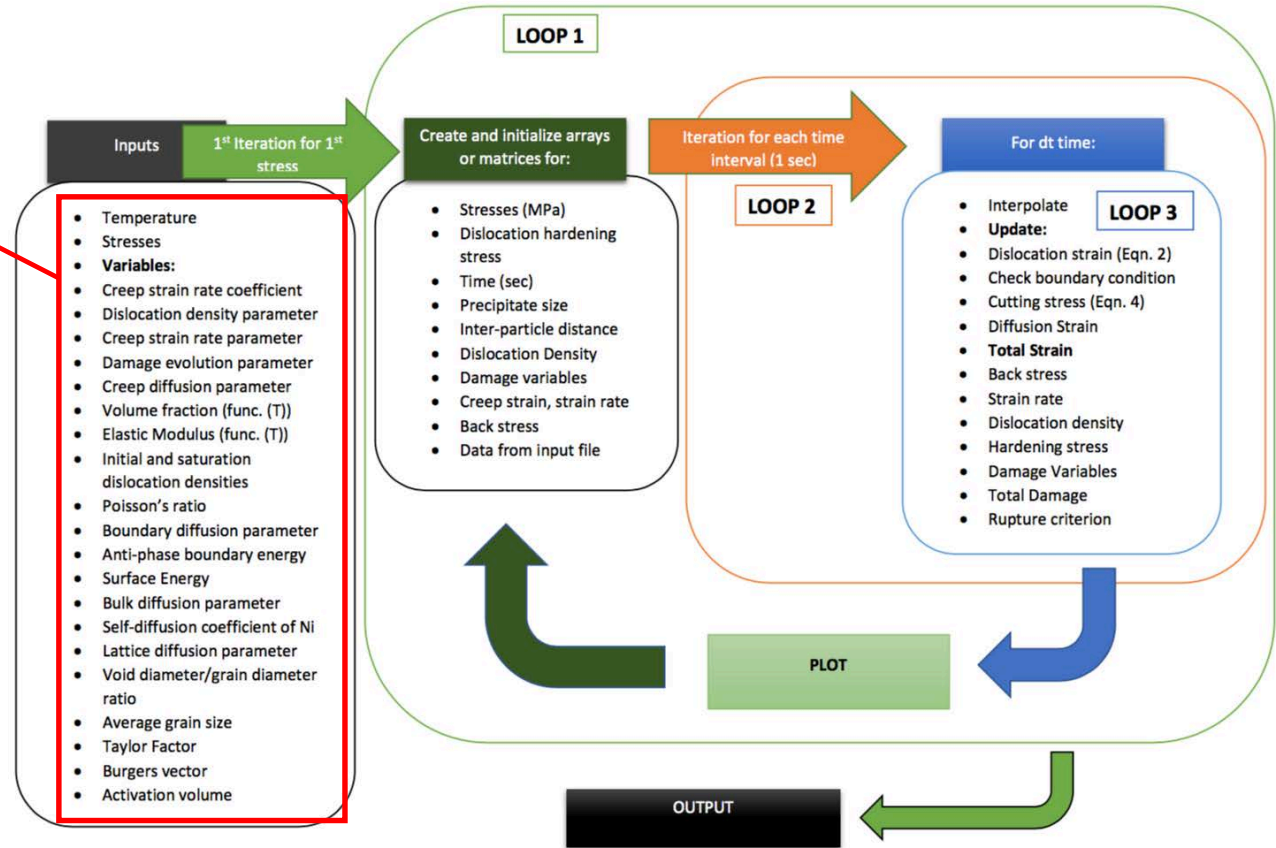 LOOP 1
Inputs
1st Iteration for 1st
stress
• Temperature
• Stresses
• Variables:
• Creep strain rate coefficient
• Dislocation density parameter
• Creep strain rate parameter
• Damage evolution parameter
• Creep diffusion parameter
• Volume fraction (func. (T))
• Elastic Modulus (func. (T))
• Initial and saturation
dislocation densities
• Poisson's ratio
• Boundary diffusion parameter
• Anti-phase boundary energy
• Surface Energy
• Bulk diffusion parameter
• Self-diffusion coefficient of Ni
• Lattice diffusion parameter
• Void diameter/grain diameter
ratio
• Average grain size
• Taylor Factor
• Burgers vector
• Activation volume
Create and initialize arrays
or matrices for:
• Stresses (MPa)
• Dislocation hardening
stress
• Time (sec)
• Precipitate size
• Inter-particle distance
• Dislocation Density
• Damage variables
• Creep strain, strain rate
• Back stress
• Data from input file
Iteration for each time
interval (1 sec)
LOOP 2
For dt time:
LOOP 3
• Interpolate
• Update:
• Dislocation strain (Eqn. 2)
• Check boundary condition
• Cutting stress (Eqn. 4)
• Diffusion Strain
• Total Strain
• Back stress
• Strain rate
• Dislocation density
• Hardening stress
• Damage Variables
• Total Damage
• Rupture criterion
PLOT
OUTPUT